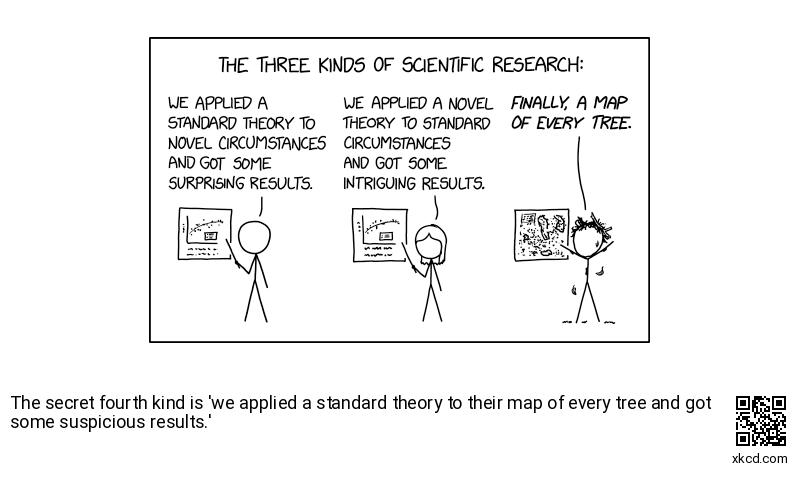 THE THREE KINDS OF SCIENTIFIC RESEARCH:
WE APPLIED A
STANDARD THEORY TO
NOVEL CIRCUMSTANCES
AND GOT SOME
SURPRISING RESULTS.
WE APPLIED A NOVEL
THEORY TO STANDARD
CIRCUMSTANCES
AND GOT SOME
INTRIGUING RESULTS.
FINALLY, A MAP
OF EVERY TREE.
The secret fourth kind is 'we applied a standard theory to their map of every tree and got
some suspicious results.'
xkcd.com